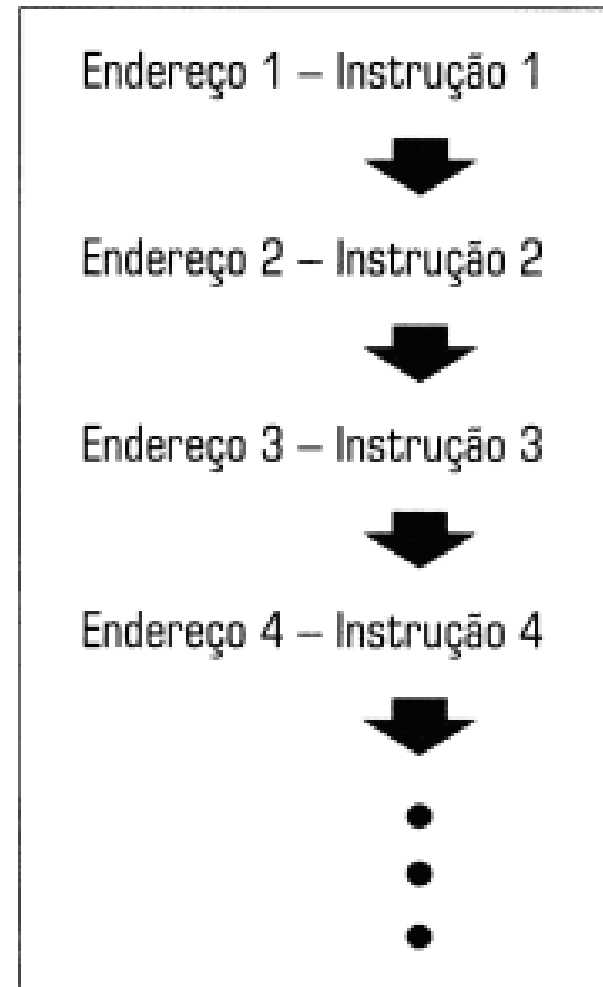 Endereço 1 – Instrução 1
Endereço 2 – Instrução 2
Endereço 3 – Instrução 3
Endereço 4 – Instrução 4